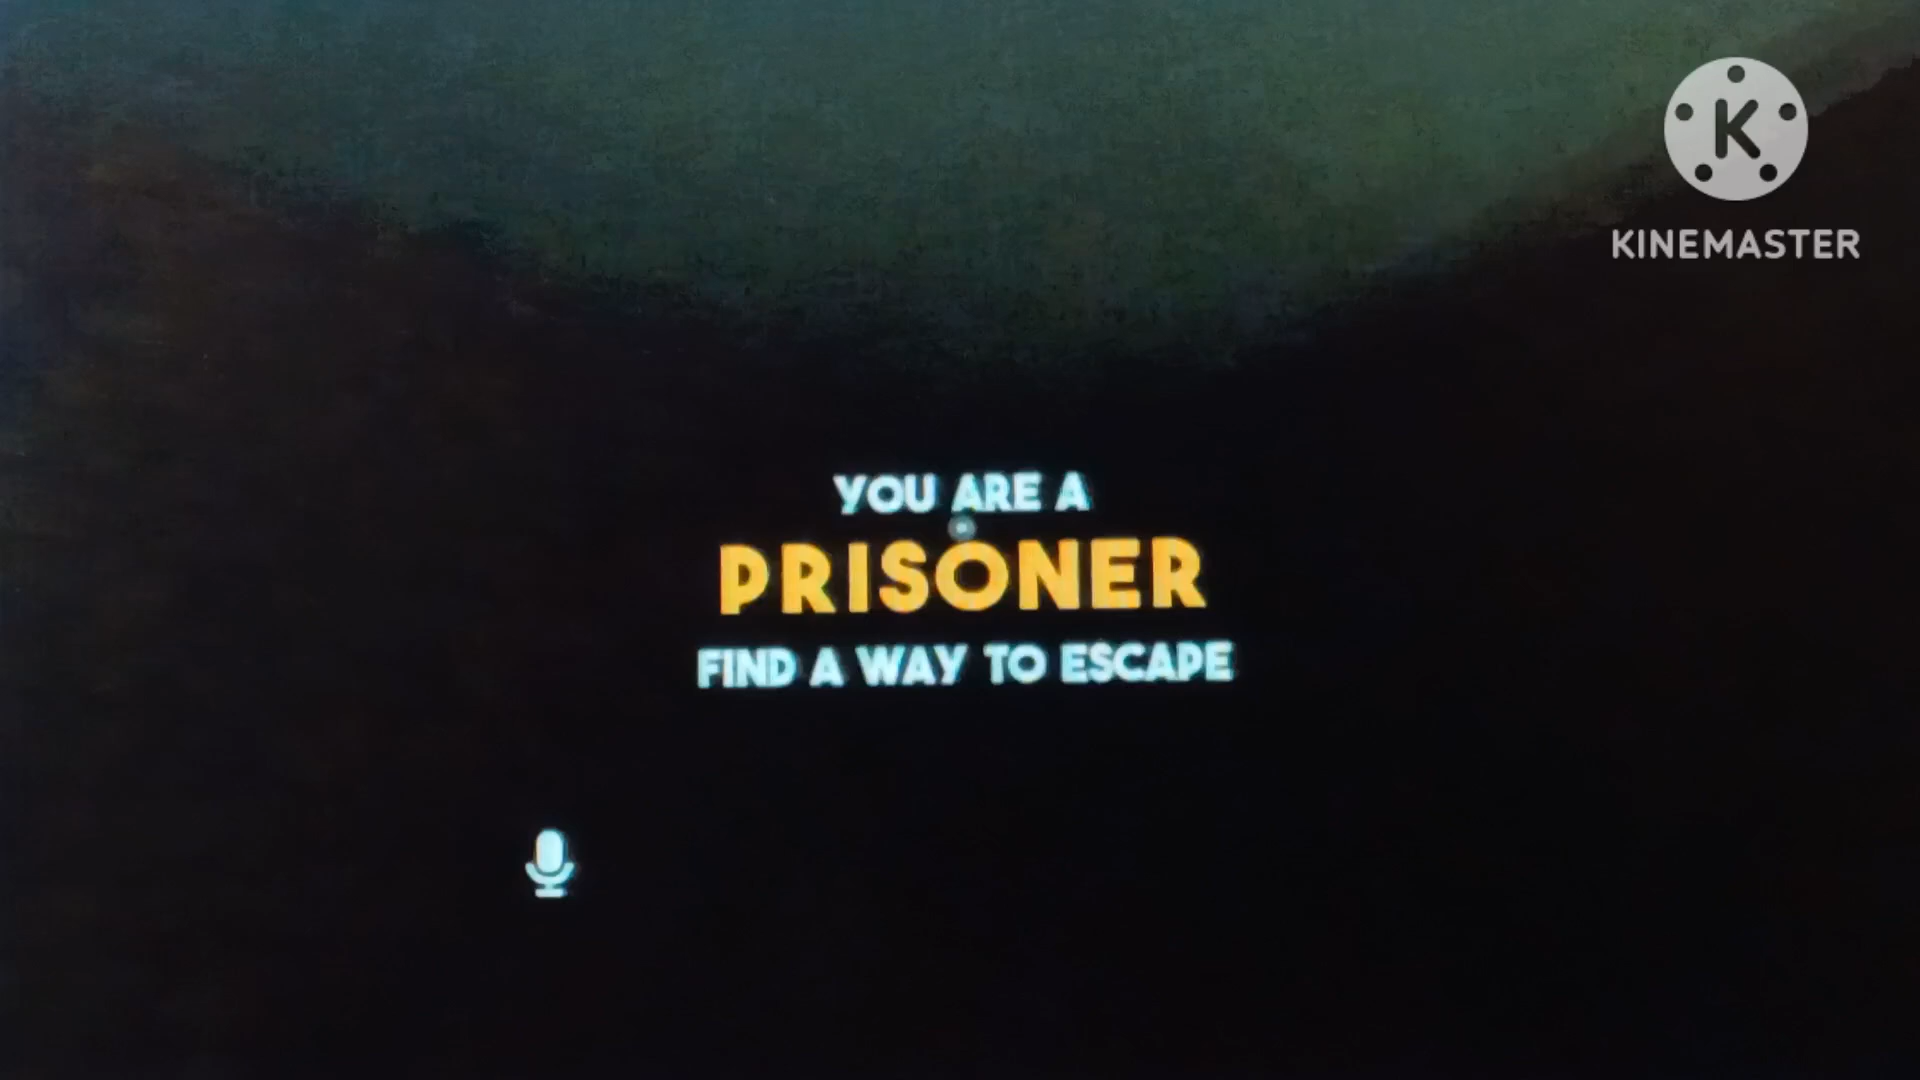 K
KINEMASTER
YOU ARE A
PRISONER
FIND A WAY TO ESCAPE